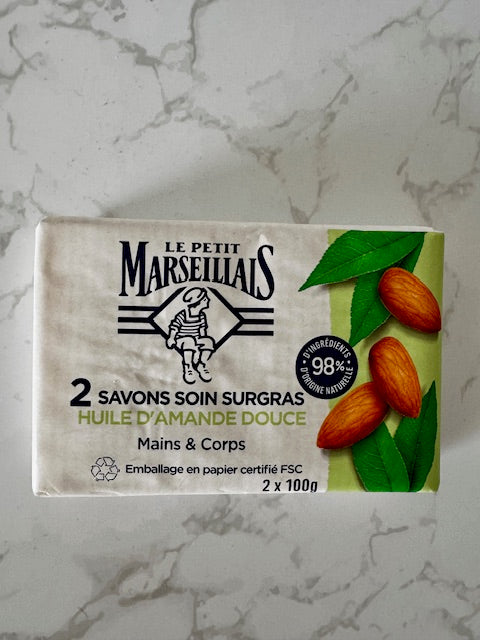 LE PETIT
MARSEILLAIS
D'INGRÉDIENTS
98%
D'ORIGINE NATURELLE
2 SAVONS SOIN SURGRAS
HUILE D'AMANDE DOUCE
Mains & Corps
Emballage en papier certifié FSC
2 x 100g